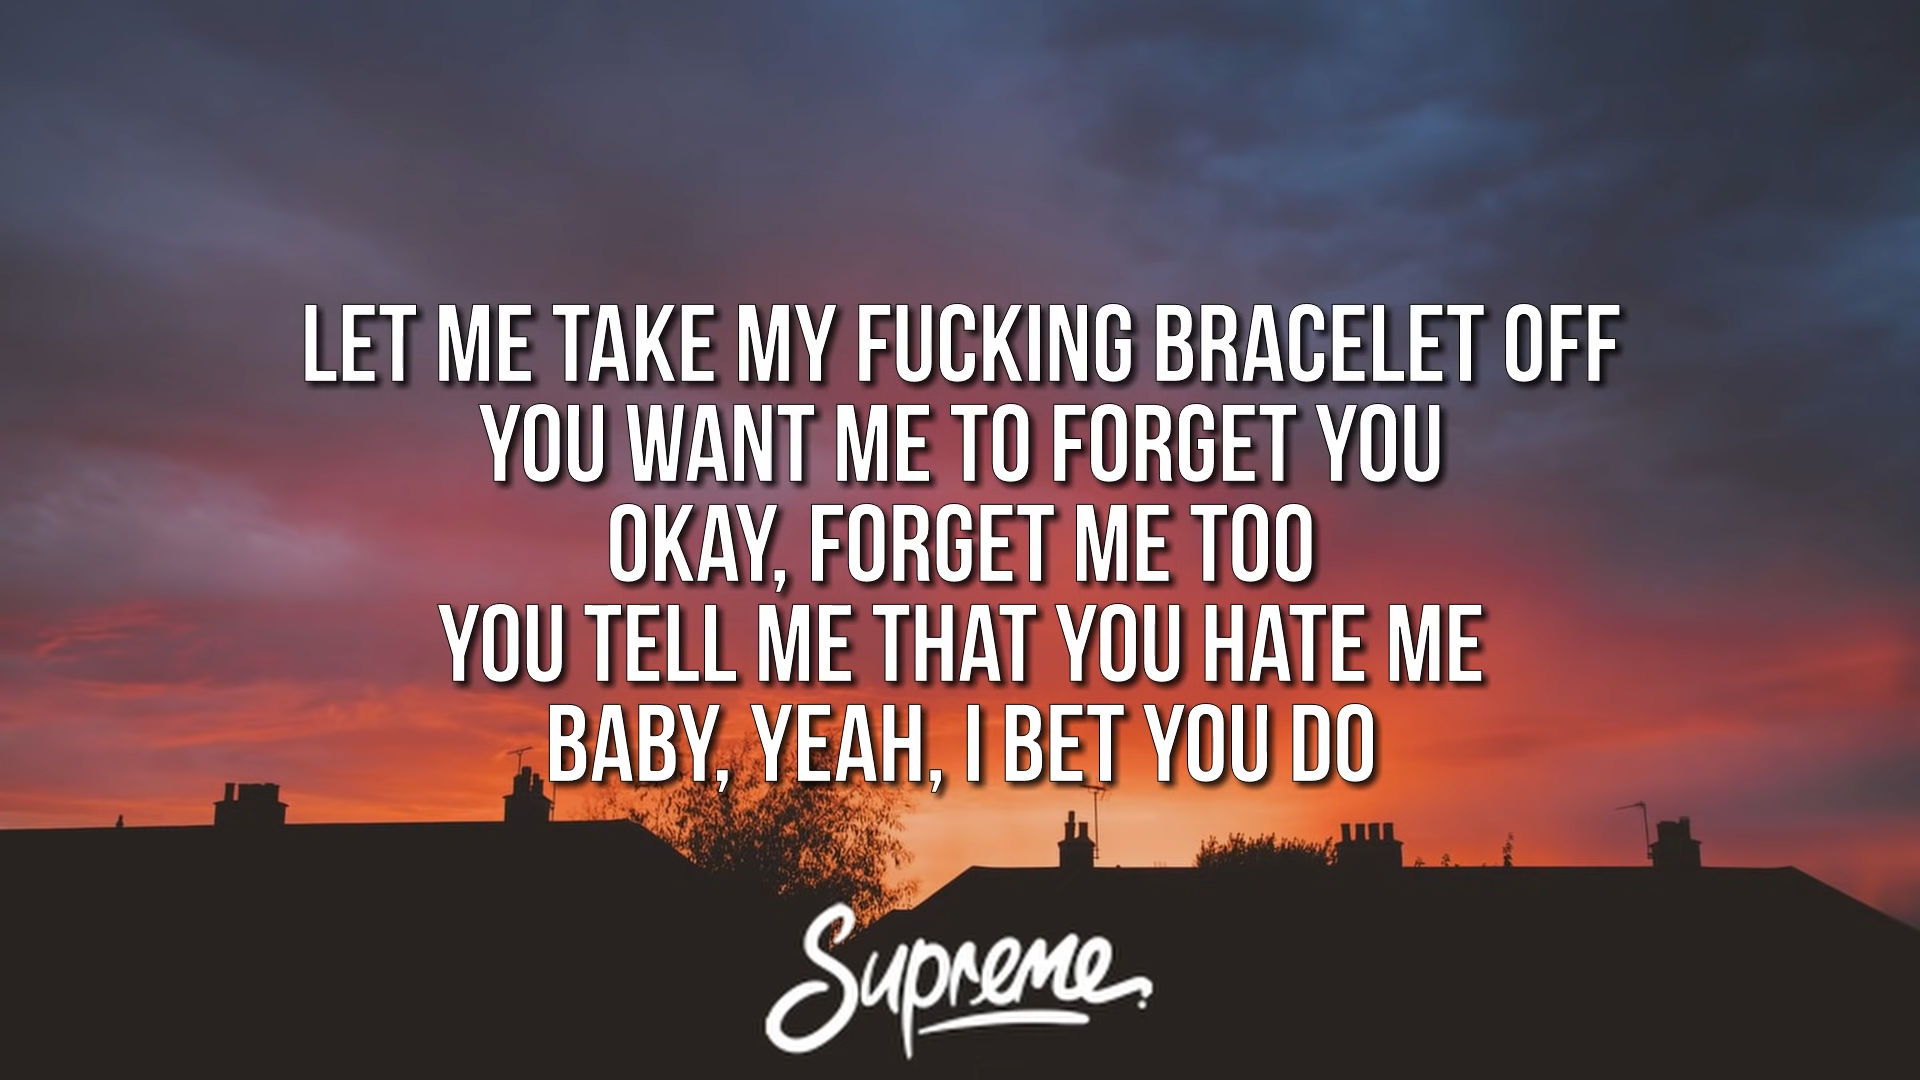 LET ME TAKE MY FUCKING BRACELET OFF
YOU WANT ME TO FORGET YOU
OKAY, FORGET ME TOO
YOU TELL ME THAT YOU HATE ME
BABY, YEAH, I BET YOU DO
Supreme.